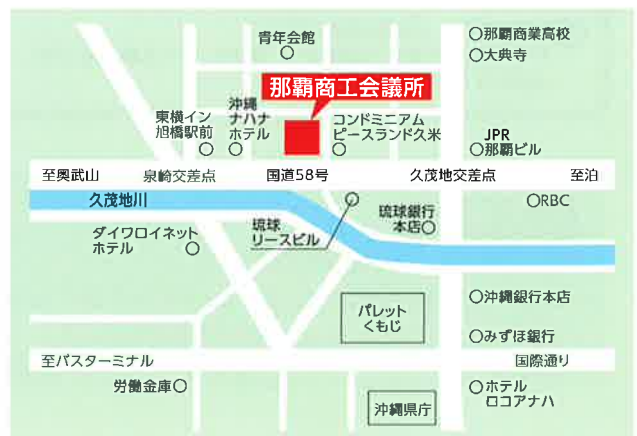 青年会館
那覇商業高校
大典寺
那覇商工会議所
東横イン
旭橋駅前
沖縄
ナハナ
ホテル
コンドミニアム
ピースランド久米
JPR
那覇ビル
至奥武山
泉崎交差点
国道58号
久茂地交差点
至泊
久茂地川
RBC
琉球
リースビル
琉球銀行
本店
ダイワロイネット
ホテル
沖縄銀行本店
パレット
くもじ
みずほ銀行
至バスターミナル
国際通り
労働金庫
沖縄県庁
ホテル
ロコアナハ